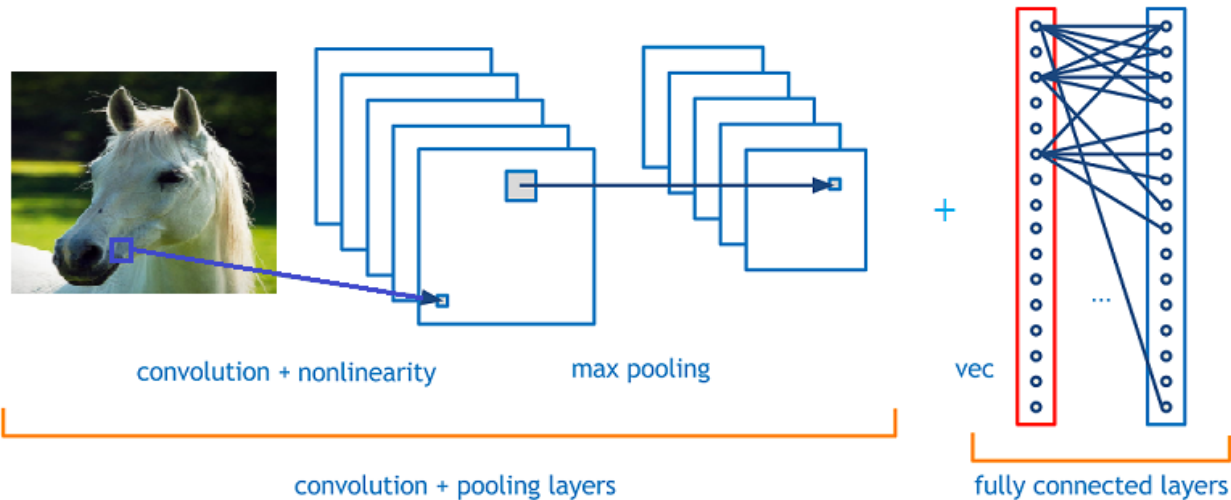 +
convolution + nonlinearity
max pooling
vec
...
convolution + pooling layers
fully connected layers